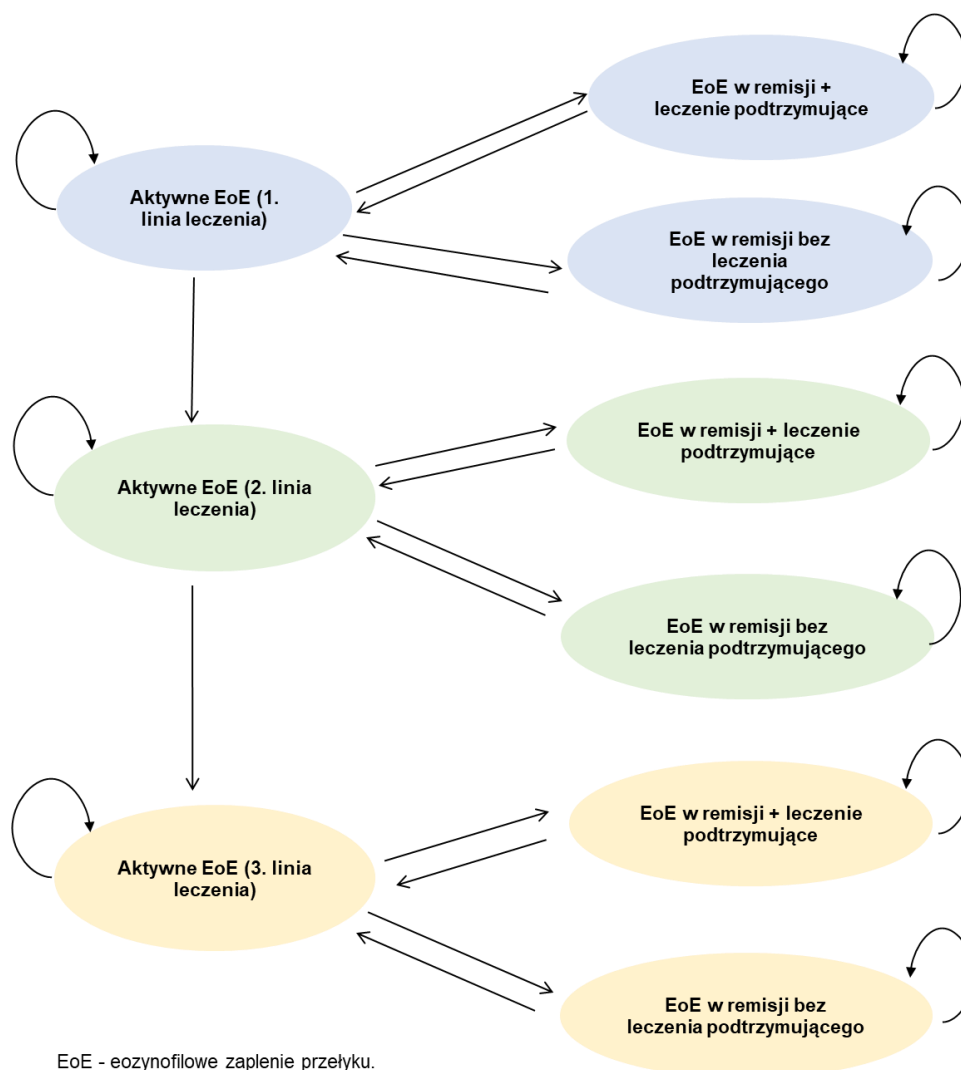 EoE w remisji +
leczenie podtrzymujące
Aktywne EoE (1.
linia leczenia)
EoE w remisji bez
leczenia
podtrzymującego
EoE w remisji + leczenie
podtrzymujące
Aktywne EoE (2. linia
leczenia)
EoE w remisji bez
leczenia podtrzymującego
EoE w remisji + leczenie
podtrzymujące
Aktywne EoE (3. linia
leczenia)
EoE w remisji bez
leczenia podtrzymującego
EoE - eozynofilowe zaplenie przełyku.